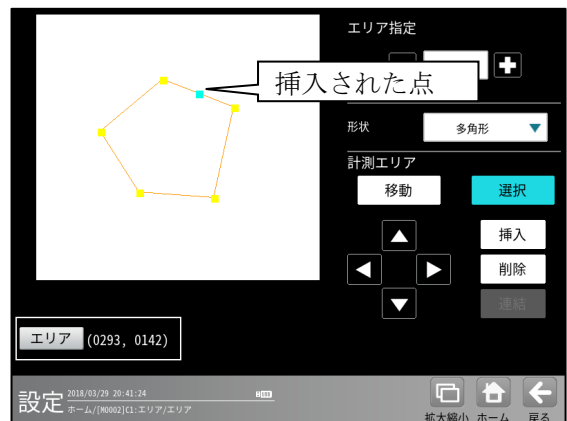 エリア指定
挿入された点
形状
多角形
計測エリア
移動
選択
挿入
削除
連結
エリア
(0293, 0142)
設定
2018/03/29 20:41:24
ホーム/[M0002]C1:エリア/エリア
拡大縮小
ホーム
戻る